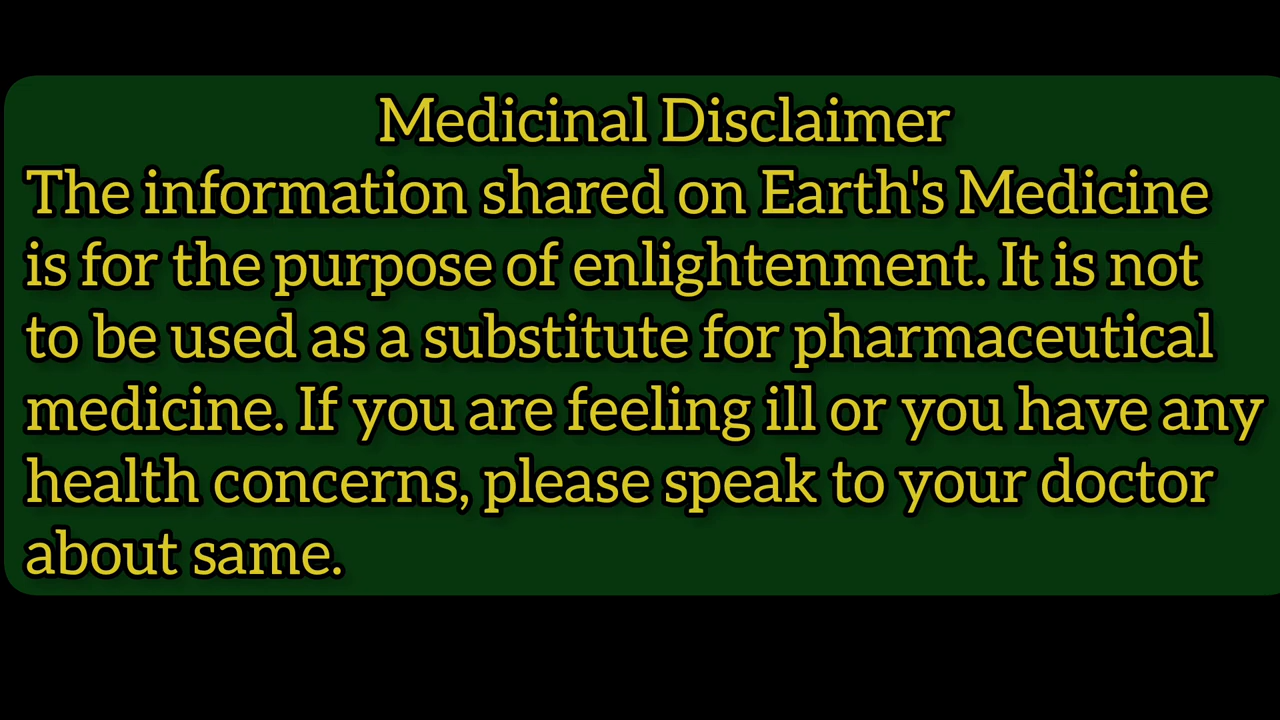 Medicinal Disclaimer
The information shared on Earth's Medicine
is for the purpose of enlightenment. It is not
to be used as a substitute for pharmaceutical
medicine. If you are feeling ill or you have any
health concerns, please speak to your doctor
about same.